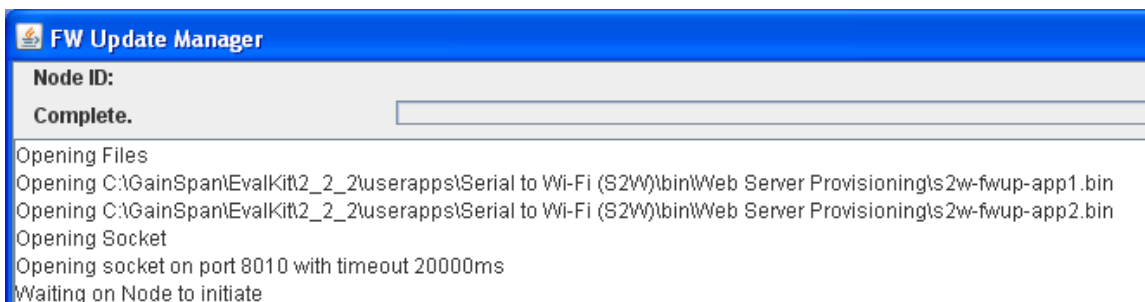 FW Update Manager
Node ID:
Complete.
Opening Files
Opening C:\GainSpan\EvalKit\2_2_2\userapps\Serial to Wi-Fi (S2W)\bin\Web Server Provisioning\s2w-fwup-app1.bin
Opening C:\GainSpan\EvalKit\2_2_2\userapps\Serial to Wi-Fi (S2W)\bin\Web Server Provisioning\s2w-fwup-app2.bin
Opening Socket
Opening socket on port 8010 with timeout 20000ms
Waiting on Node to initiate